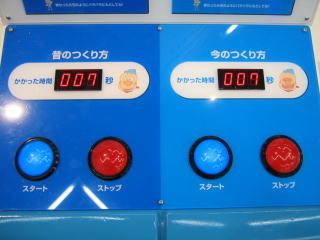 昔のつくり方
かかった時間 007 秒
スタート ストップ
今のつくり方
かかった時間 007 秒
スタート ストップ